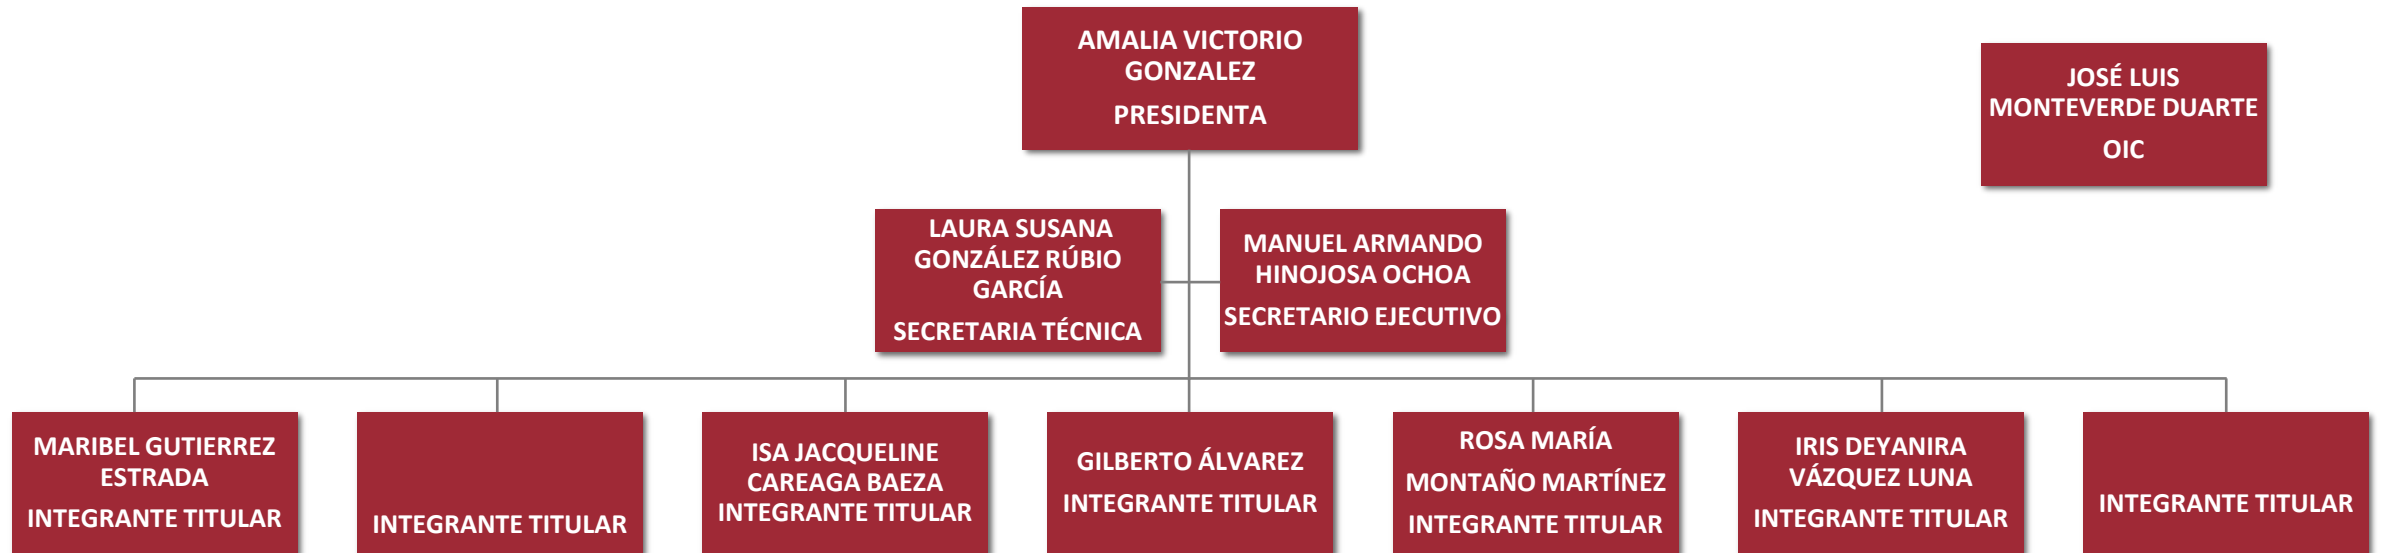 AMALIA VICTORIO
GONZALEZ
PRESIDENTA
JOSÉ LUIS
MONTEVERDE DUARTE
OIC
LAURA SUSANA
GONZÁLEZ RÚBIO
GARCÍA
SECRETARIA TÉCNICA
MANUEL ARMANDO
HINOJOSA OCHOA
SECRETARIO EJECUTIVO
MARIBEL GUTIERREZ
ESTRADA
INTEGRANTE TITULAR
INTEGRANTE TITULAR
ISA JACQUELINE
CAREAGA BAEZA
INTEGRANTE TITULAR
GILBERTO ÁLVAREZ
INTEGRANTE TITULAR
ROSA MARÍA
MONTAÑO MARTÍNEZ
INTEGRANTE TITULAR
IRIS DEYANIRA
VÁZQUEZ LUNA
INTEGRANTE TITULAR
INTEGRANTE TITULAR